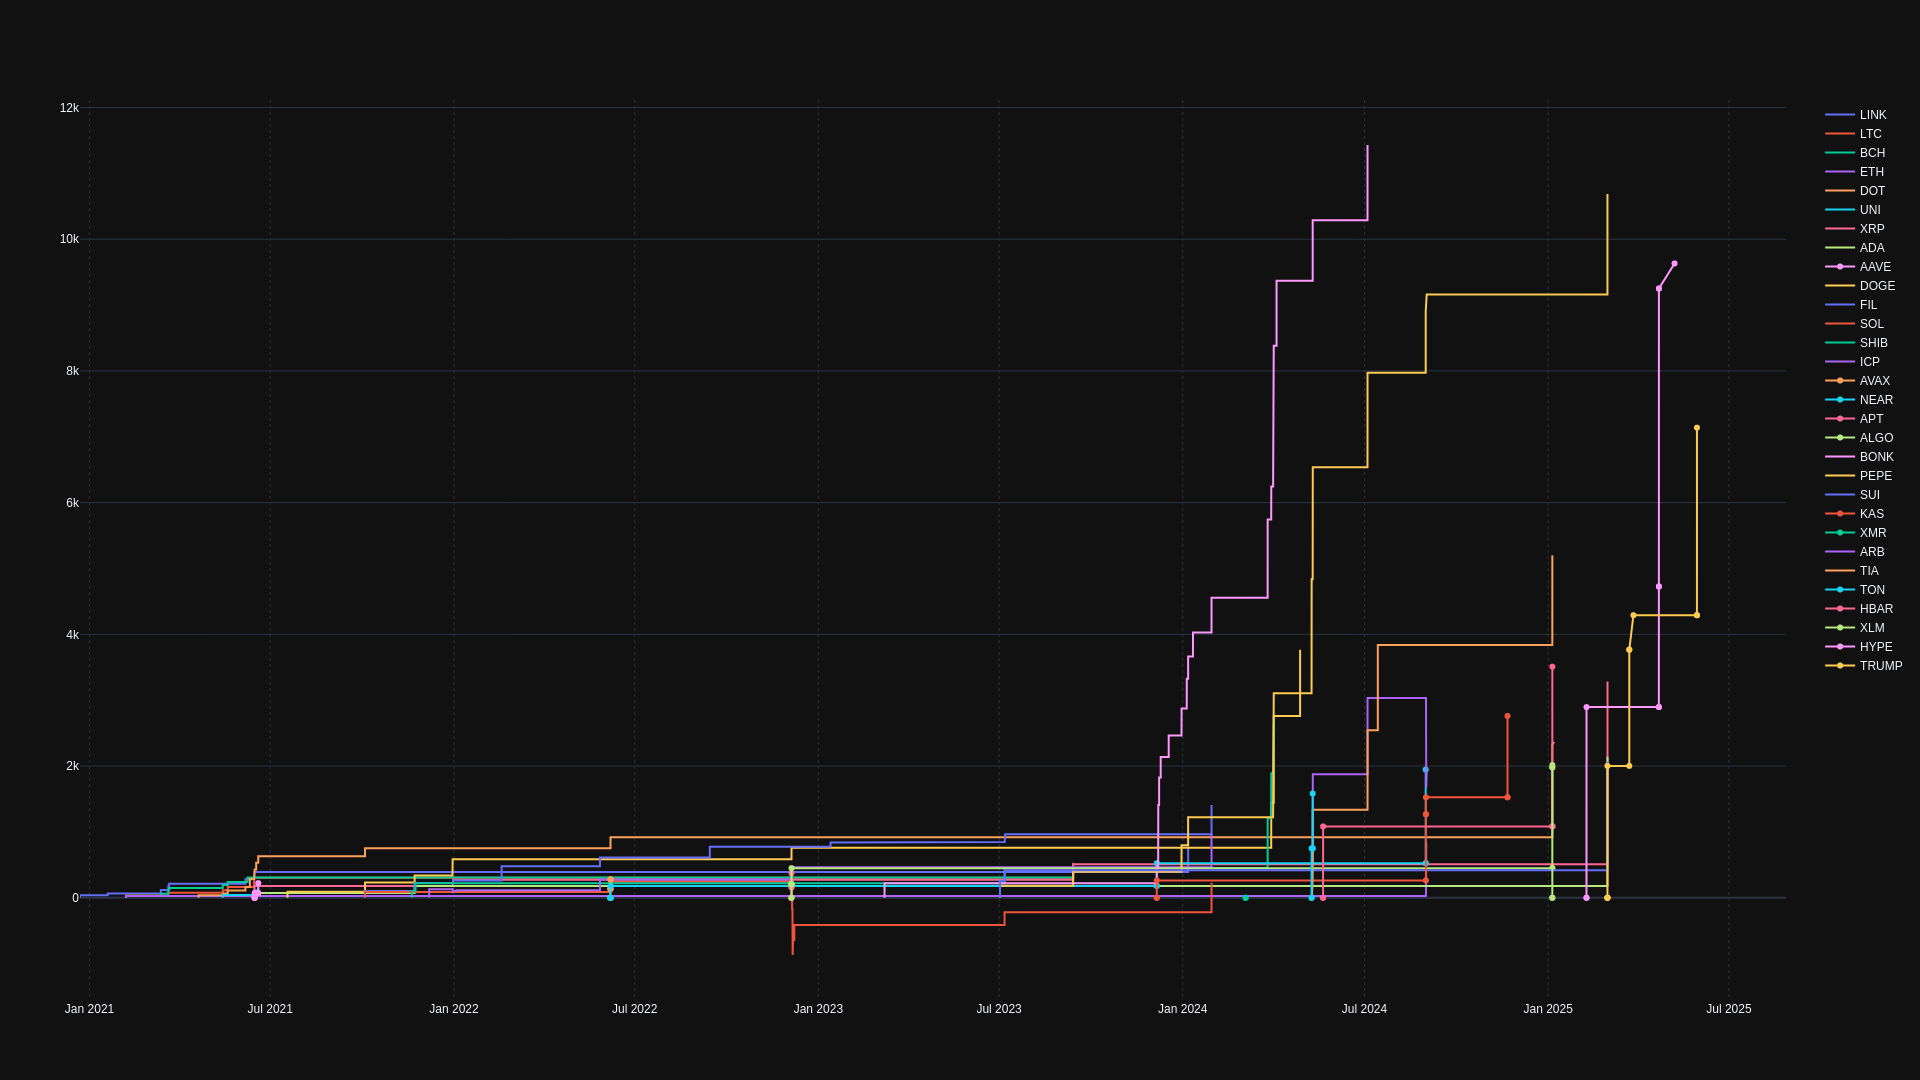 12k
10k
8k
6k
4k
2k
0
Jan 2021
Jul 2021
Jan 2022
Jul 2022
Jan 2023
Jul 2023
Jan 2024
Jul 2024
Jan 2025
Jul 2025
LINK
LTC
BCH
ETH
DOT
UNI
XRP
ADA
AAVE
DOGE
FIL
SOL
SHIB
ICP
AVAX
NEAR
APT
ALGO
BONK
PEPE
SUI
KAS
XMR
ARB
TIA
TON
HBAR
XLM
HYPE
TRUMP